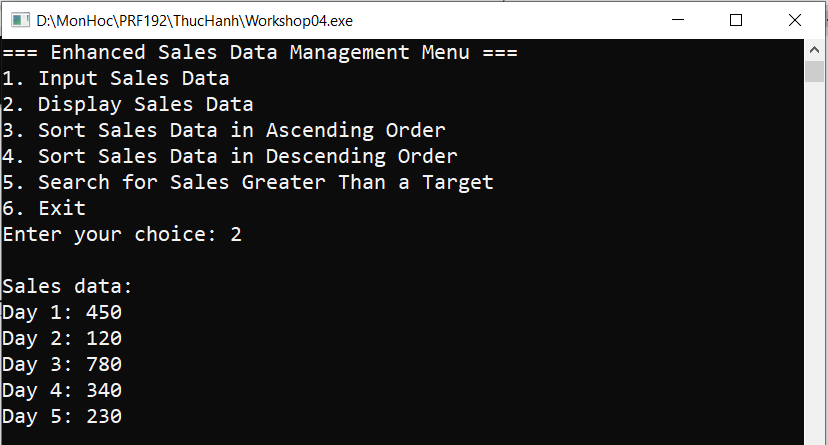 D:\MonHoc\PRF192\ThucHanh\Workshop04.exe
=== Enhanced Sales Data Management Menu ===
1. Input Sales Data
2. Display Sales Data
3. Sort Sales Data in Ascending Order
4. Sort Sales Data in Descending Order
5. Search for Sales Greater Than a Target
6. Exit
Enter your choice: 2
Sales data:
Day 1: 450
Day 2: 120
Day 3: 780
Day 4: 340
Day 5: 230